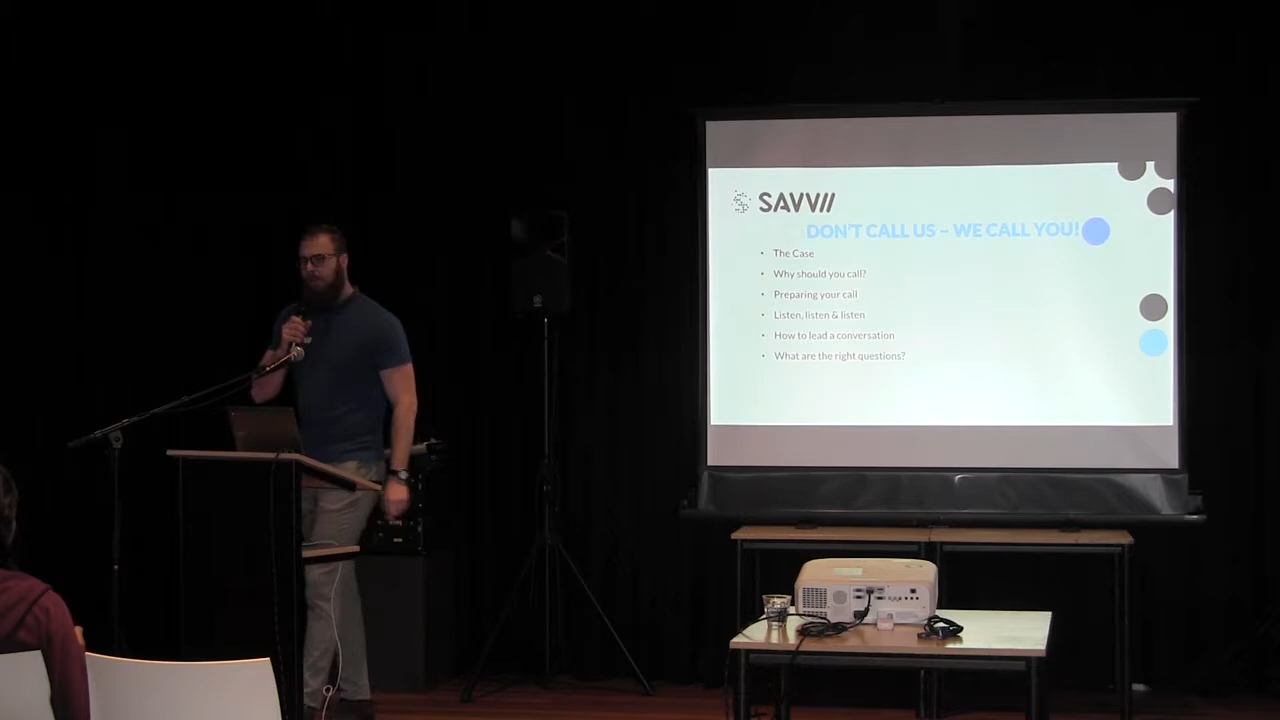 SAVVII
DON'T CALL US – WE CALL YOU!
• The Case
• Why should you call?
• Preparing your call
• Listen, listen & listen
• How to lead a conversation
• What are the right questions?